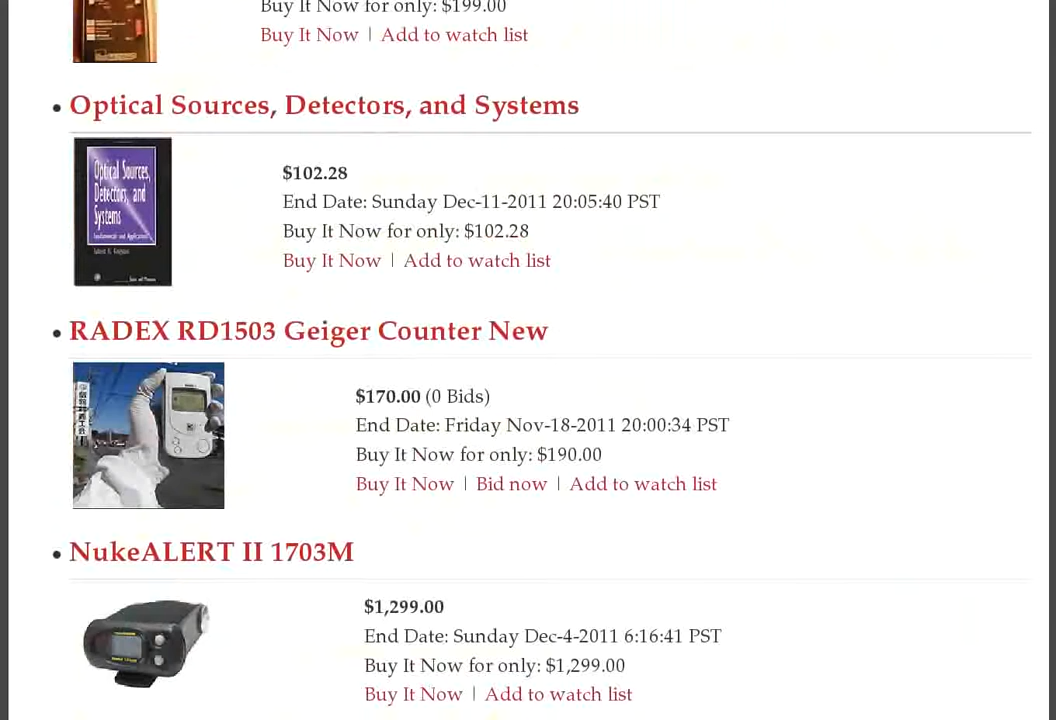 Buy It Now for only: $199.00
Buy It Now | Add to watch list
• Optical Sources, Detectors, and Systems
Optical Sources,
Detectors, and
Systems
$102.28
End Date: Sunday Dec-11-2011 20:05:40 PST
Buy It Now for only: $102.28
Buy It Now | Add to watch list
• RADEX RD1503 Geiger Counter New
$170.00 (0 Bids)
End Date: Friday Nov-18-2011 20:00:34 PST
Buy It Now for only: $190.00
Buy It Now | Bid now | Add to watch list
• NukeALERT II 1703M
$1,299.00
End Date: Sunday Dec-4-2011 6:16:41 PST
Buy It Now for only: $1,299.00
Buy It Now | Add to watch list